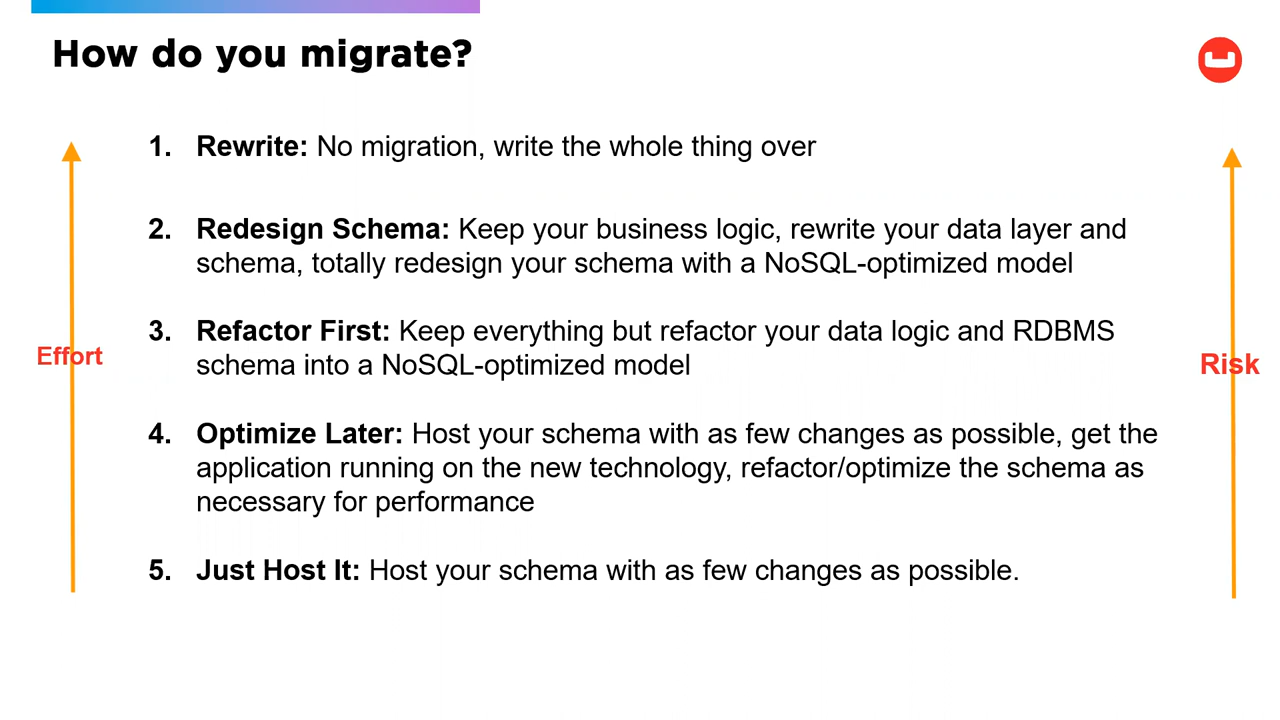 How do you migrate?
1. Rewrite: No migration, write the whole thing over
2. Redesign Schema: Keep your business logic, rewrite your data layer and
schema, totally redesign your schema with a NoSQL-optimized model
3. Refactor First: Keep everything but refactor your data logic and RDBMS
schema into a NoSQL-optimized model
Effort
Risk
4. Optimize Later: Host your schema with as few changes as possible, get the
application running on the new technology, refactor/optimize the schema as
necessary for performance
5. Just Host It: Host your schema with as few changes as possible.